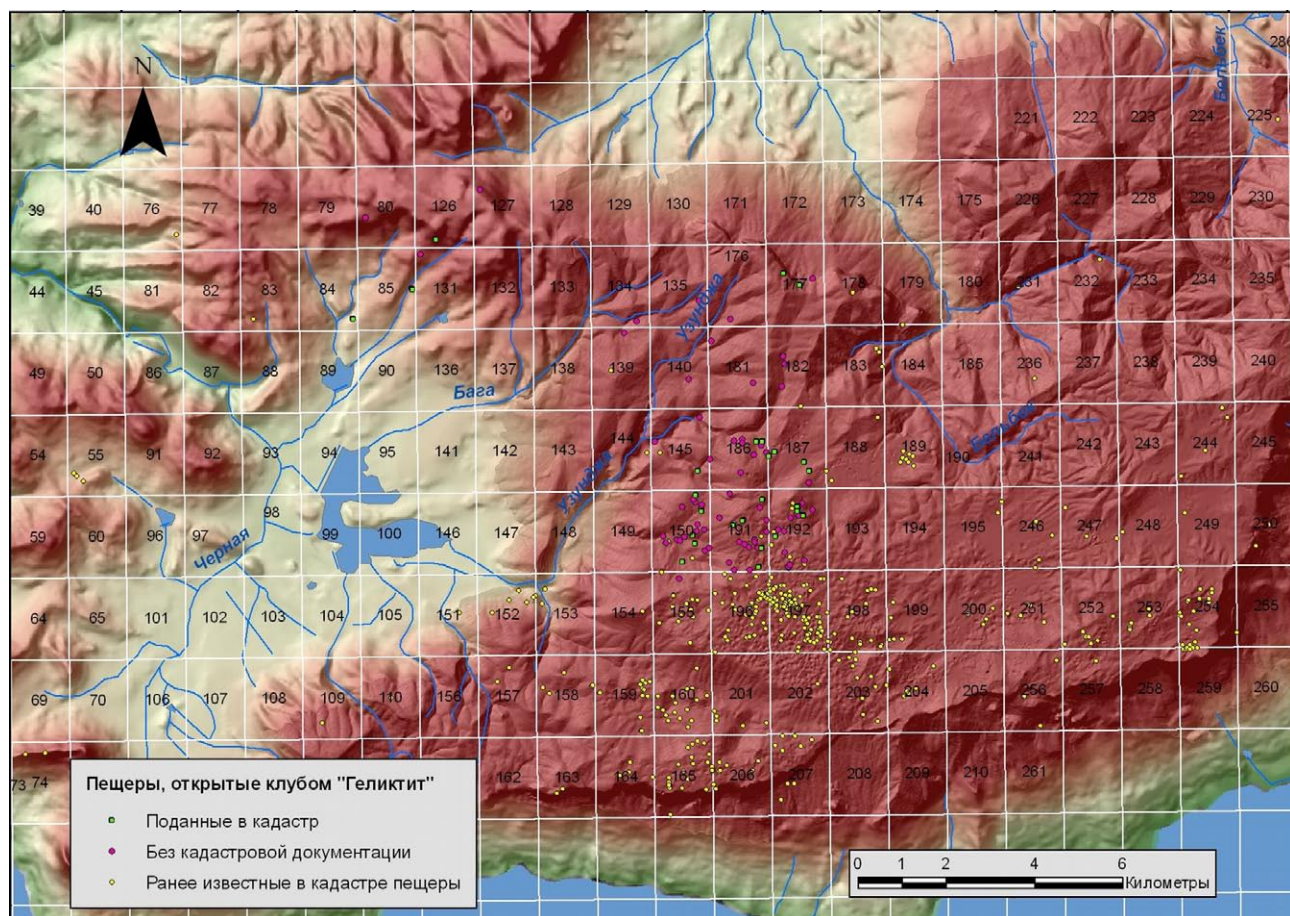 Бельбек
286
N
221 222 223 224 225
39 40 76 77 78 79 80 126 127 128 129 130 171 172 173 174 175 226 227 228 229 230
176
44 45 81 82 83 84 85 131 132 133 134 135 177 178 179 180 231 232 233 234 235
Узунджа
49 50 86 87 88 89 90 136 137 138 139 140 181 182 183 184 185 236 237 238 239 240
Бага
Бельбек
54 55 91 92 93 94 95 141 142 143 144 145 186 187 188 189 190 241 242 243 244 245
Узунджа
59 60 96 97 98 99 100 146 147 148 149 150 191 192 193 194 195 246 247 248 249 250
Черная
64 65 101 102 103 104 105 151 152 153 154 155 196 197 198 199 200 251 252 253 254 255
69 70 106 107 108 109 110 156 157 158 159 160 201 202 203 204 205 256 257 258 259 260
73 74 162 163 164 165 206 207 208 209 210 261
Пещеры, открытые клубом "Геликтит"
Поданные в кадастр
Без кадастровой документации
Ранее известные в кадастре пещеры
0 1 2 4 6
Километры